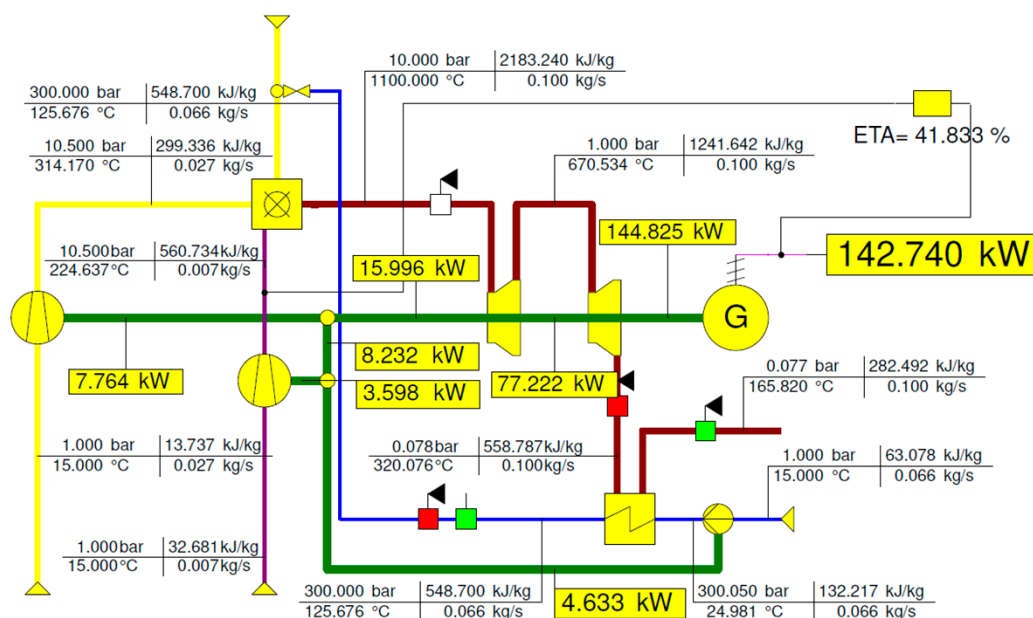 10.000 bar 2183.240 kJ/kg
1100.000 °C 0.100 kg/s
300.000 bar 548.700 kJ/kg
125.676 °C 0.066 kg/s
ETA= 41.833 %
10.500 bar 299.336 kJ/kg
314.170 °C 0.027 kg/s
1.000 bar 1241.642 kJ/kg
670.534 °C 0.100 kg/s
10.500bar 560.734 kJ/kg
224.637°C 0.007kg/s
15.996 kW
144.825 kW
142.740 kW
G
7.764 kW
8.232 kW
3.598 kW
77.222 kW
0.077 bar 282.492 kJ/kg
165.820 °C 0.100 kg/s
1.000 bar 13.737 kJ/kg
15.000 °C 0.027 kg/s
0.078bar 558.787kJ/kg
320.076°C 0.100kg/s
1.000 bar 63.078 kJ/kg
15.000 °C 0.066 kg/s
1.000bar 32.681kJ/kg
15.000°C 0.007kg/s
300.000 bar 548.700 kJ/kg
125.676 °C 0.066 kg/s
4.633 kW
300.050 bar 132.217 kJ/kg
24.981 °C 0.066 kg/s